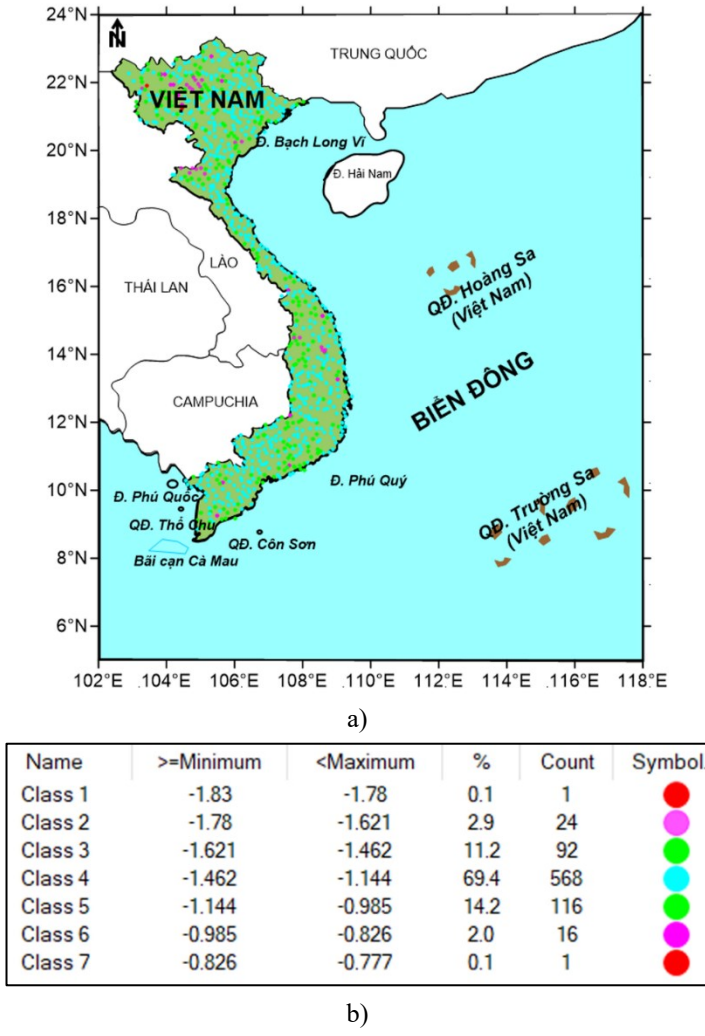 24°N
N
TRUNG QUỐC
22°N
VIỆT NAM
Đ. Bạch Long Vĩ
20°N
Đ. Hải Nam
18°N
LÀO
16°N
THÁI LAN
QĐ. Hoàng Sa
(Việt Nam)
14°N
BIỂN ĐÔNG
CAMPUCHIA
12°N
Đ. Phú Quý
10°N
Đ. Phú Quốc
QĐ. Trường Sa
(Việt Nam)
QĐ. Thổ Chu
QĐ. Côn Sơn
8°N
Bãi cạn Cà Mau
6°N
102°E .104°E .106°E .108°E .110°E 112°E .114°E .116°E .118°E
a)
Name >=Minimum <Maximum % Count Symbol.
Class 1 -1.83 -1.78 0.1 1
Class 2 -1.78 -1.621 2.9 24
Class 3 -1.621 -1.462 11.2 92
Class 4 -1.462 -1.144 69.4 568
Class 5 -1.144 -0.985 14.2 116
Class 6 -0.985 -0.826 2.0 16
Class 7 -0.826 -0.777 0.1 1
b)